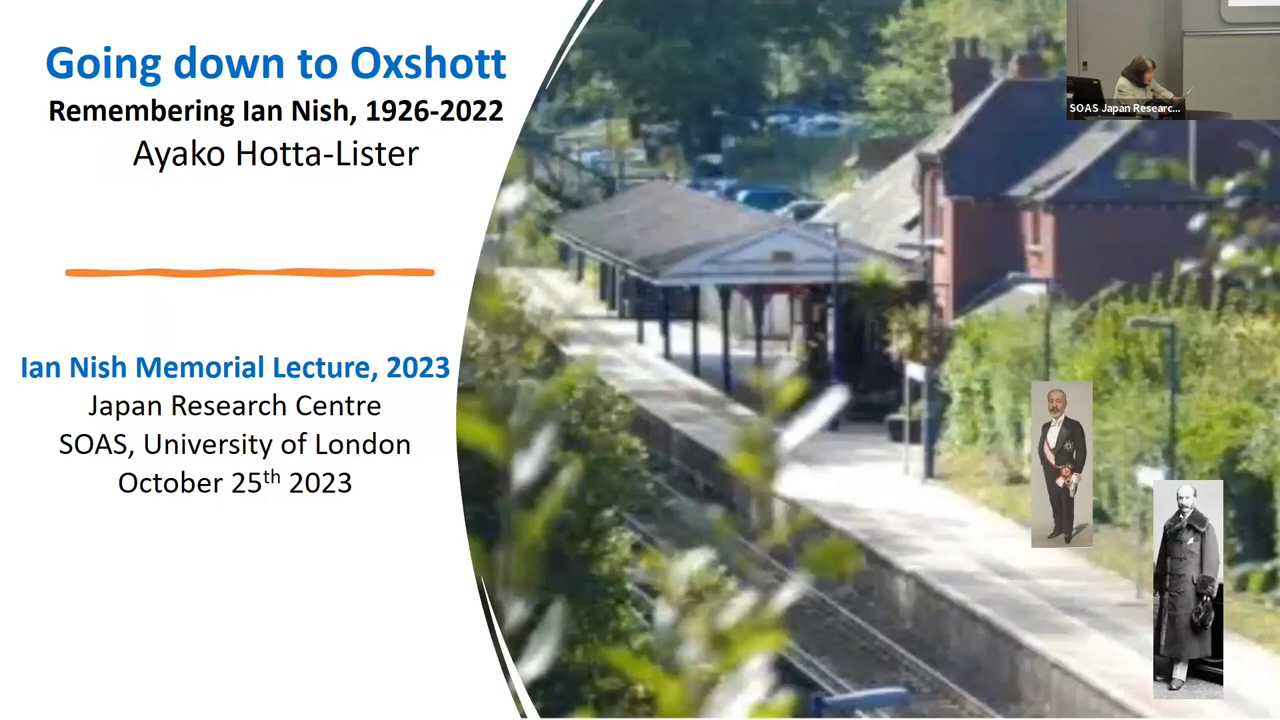 Going down to Oxshott
Remembering Ian Nish, 1926-2022
Ayako Hotta-Lister
Ian Nish Memorial Lecture, 2023
Japan Research Centre
SOAS, University of London
October 25th 2023
SOAS Japan Researc...